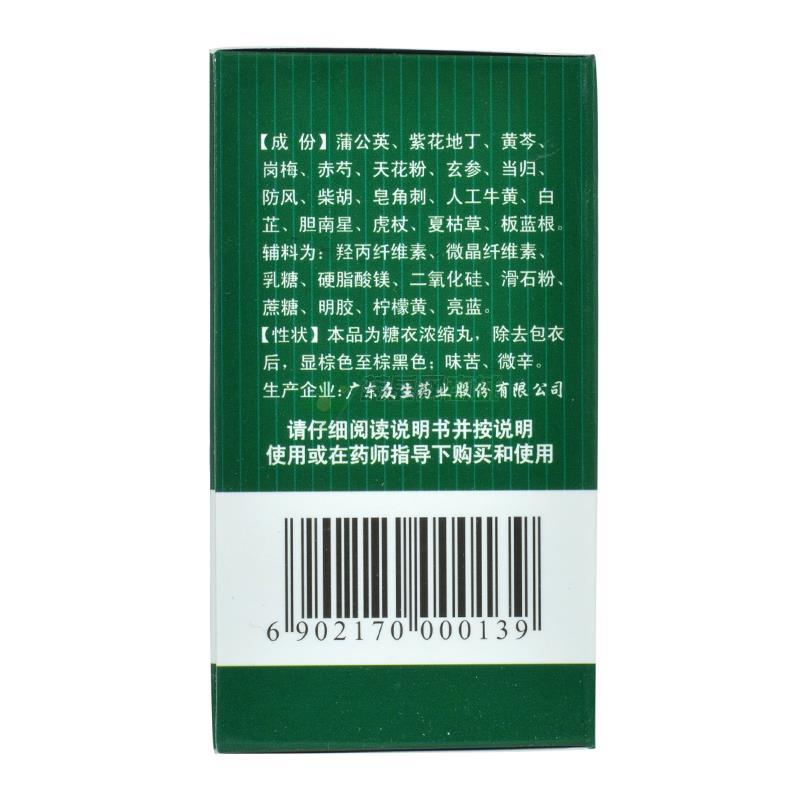 【成 份】蒲公英、紫花地丁、黄芩、
岗梅、赤芍、天花粉、玄参、当归、
防风、柴胡、皂角刺、人工牛黄、白
芷、胆南星、虎杖、夏枯草、板蓝根。
辅料为：羟丙纤维素、微晶纤维素、
乳糖、硬脂酸镁、二氧化硅、滑石粉、
蔗糖、明胶、柠檬黄、亮蓝。
【性状】本品为糖衣浓缩丸，除去包衣
后，显棕色至棕黑色；味苦、微辛。
生产企业:广东众生药业股份有限公司
请仔细阅读说明书并按说明
使用或在药师指导下购买和使用
6 902170 000139